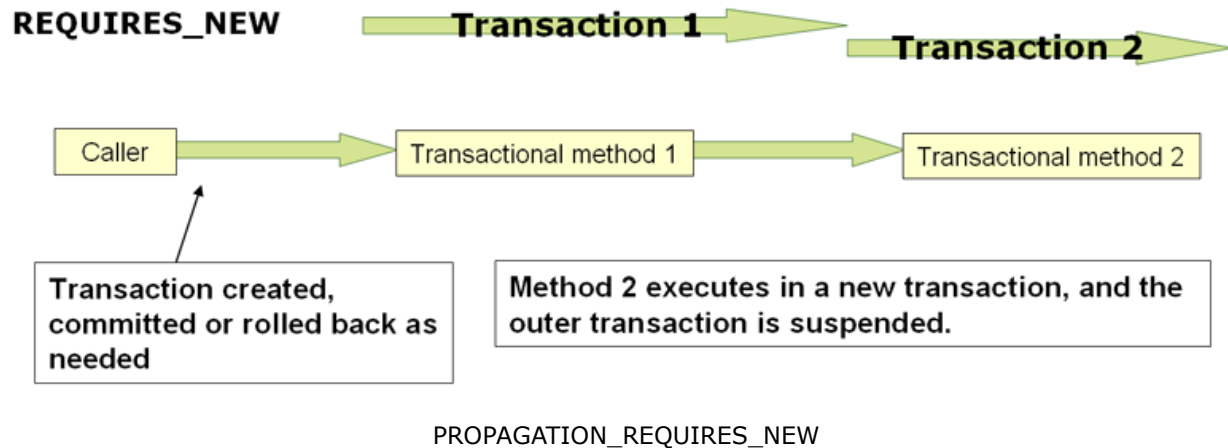 REQUIRES_NEW
Transaction 1
Transaction 2
Caller
Transactional method 1
Transactional method 2
Transaction created,
committed or rolled back as
needed
Method 2 executes in a new transaction, and the
outer transaction is suspended.
PROPAGATION_REQUIRES_NEW